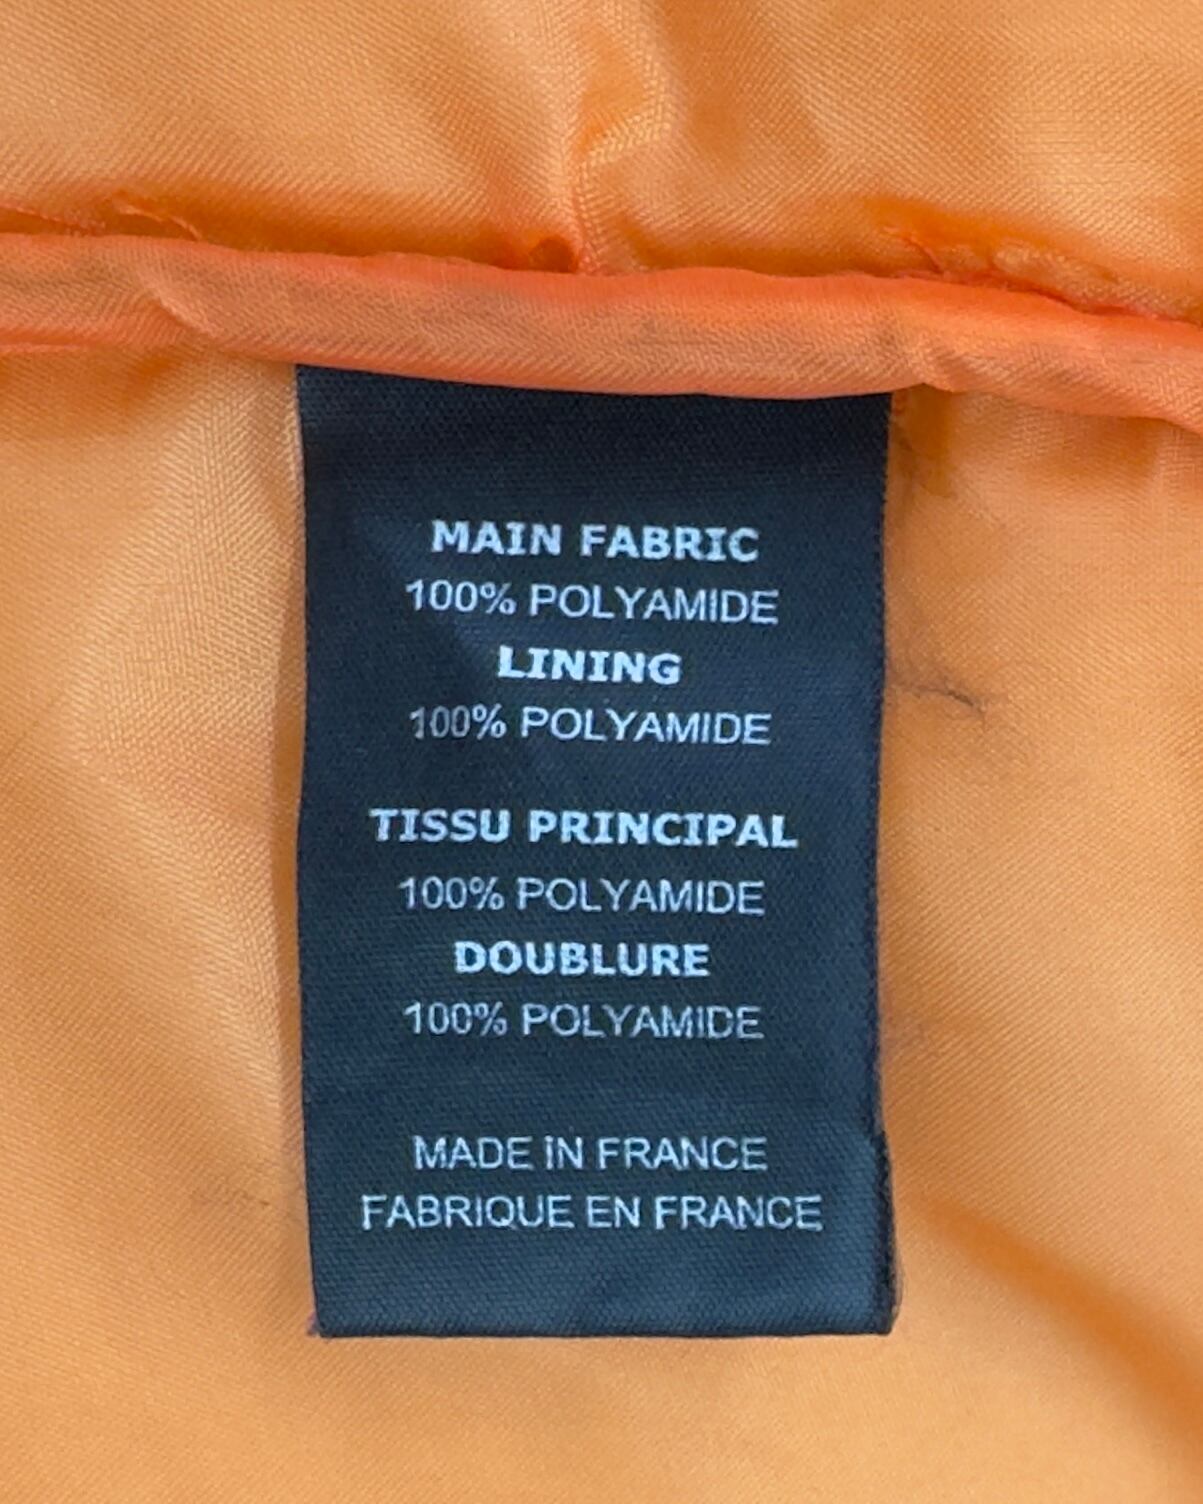 MAIN FABRIC
100% POLYAMIDE
LINING
100% POLYAMIDE
TISSU PRINCIPAL
100% POLYAMIDE
DOUBLURE
100% POLYAMIDE
MADE IN FRANCE
FABRIQUE EN FRANCE